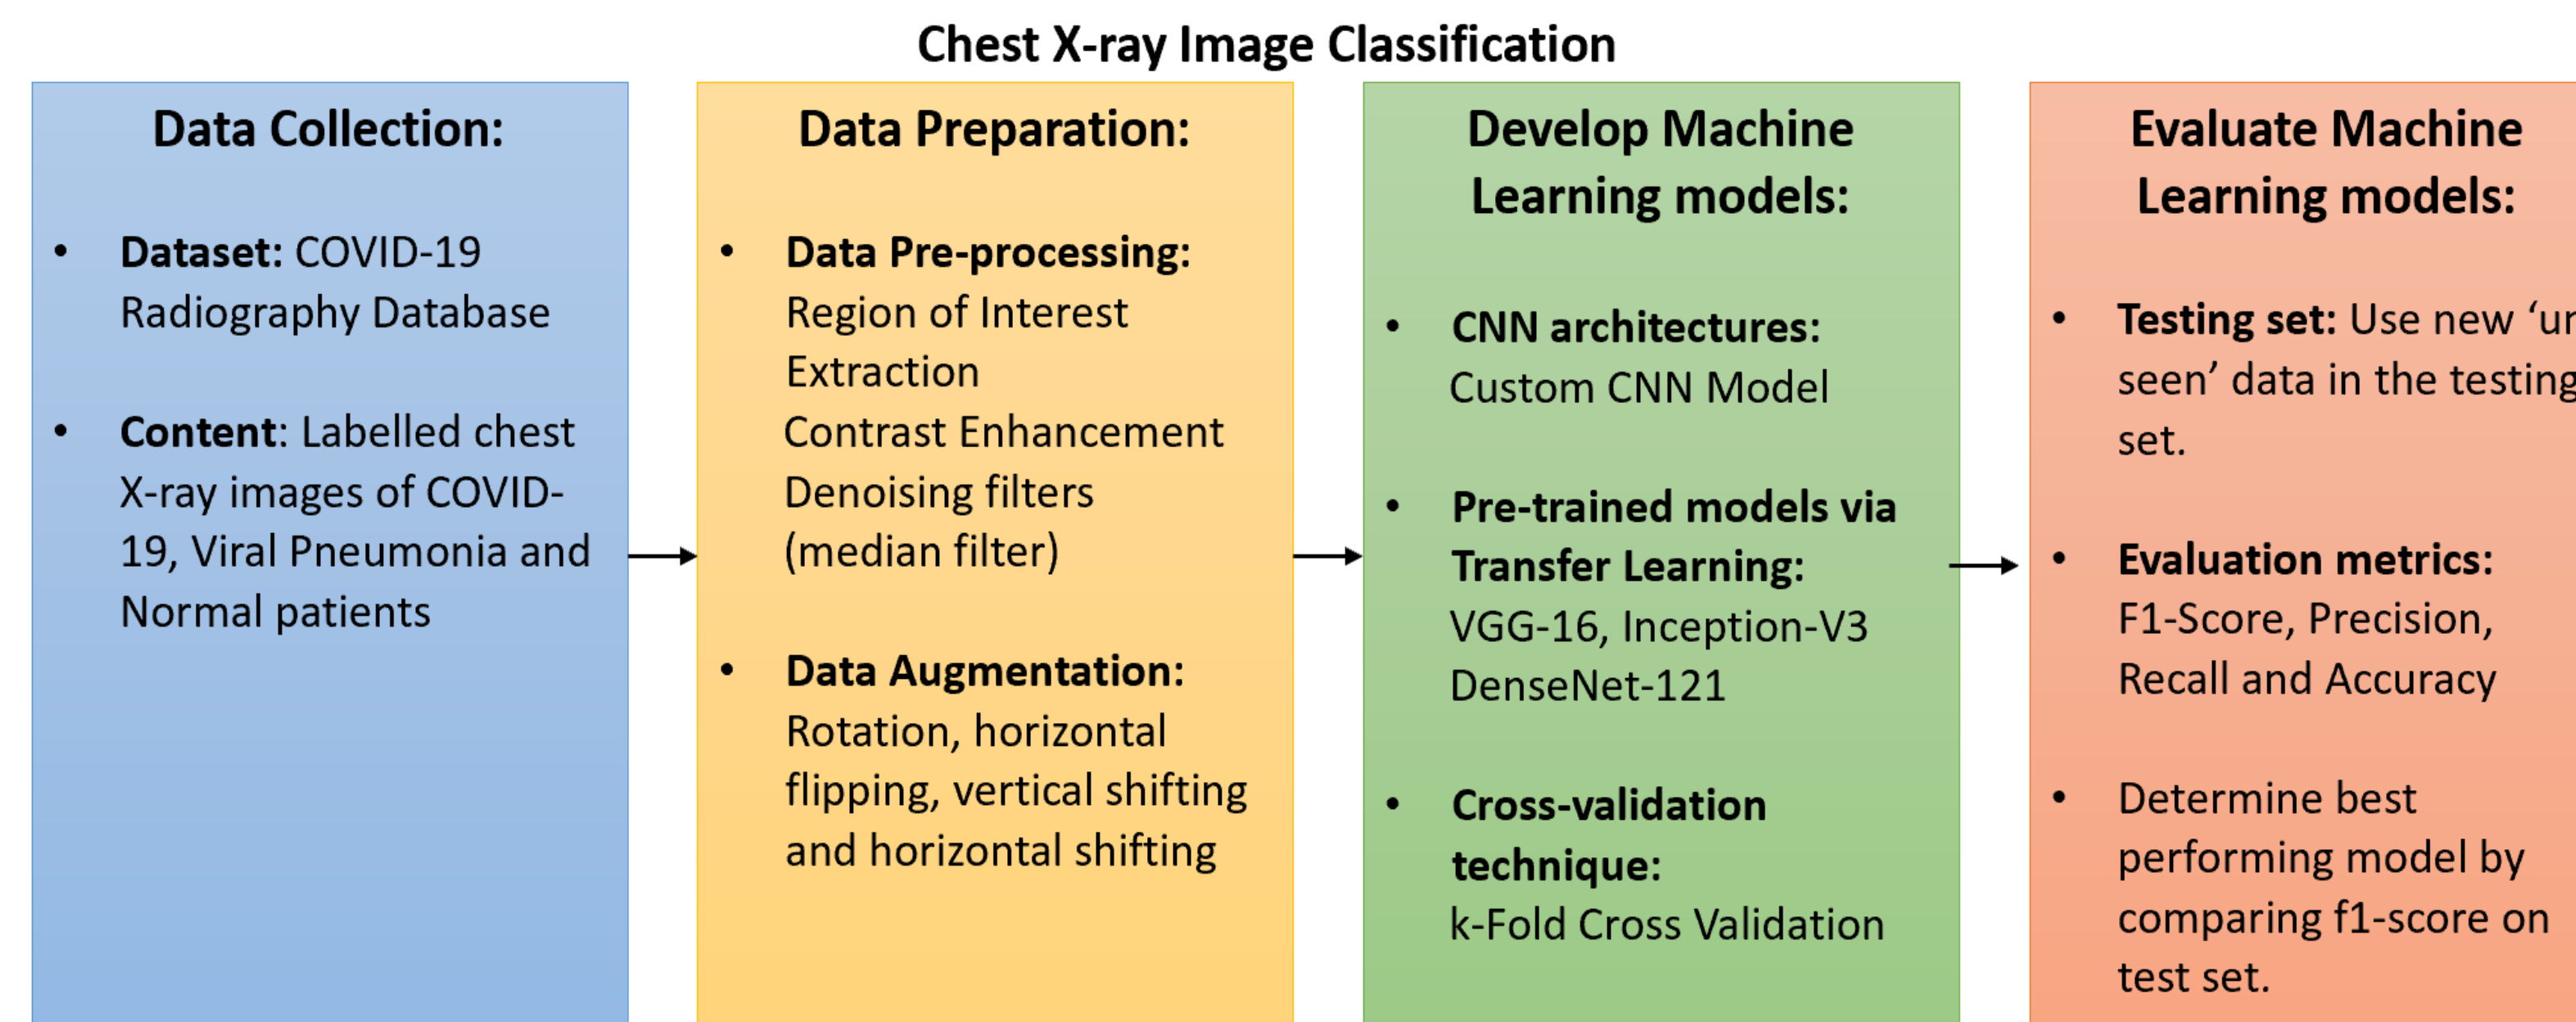 Chest X-ray Image Classification
Data Collection:
• Dataset: COVID-19
Radiography Database
• Content: Labelled chest
X-ray images of COVID-
19, Viral Pneumonia and
Normal patients
Data Preparation:
• Data Pre-processing:
Region of Interest
Extraction
Contrast Enhancement
Denoising filters
(median filter)
• Data Augmentation:
Rotation, horizontal
flipping, vertical shifting
and horizontal shifting
Develop Machine
Learning models:
• CNN architectures:
Custom CNN Model
• Pre-trained models via
Transfer Learning:
VGG-16, Inception-V3
DenseNet-121
• Cross-validation
technique:
k-Fold Cross Validation
Evaluate Machine
Learning models:
• Testing set: Use new ‘un
seen’ data in the testing
set.
• Evaluation metrics:
F1-Score, Precision,
Recall and Accuracy
• Determine best
performing model by
comparing f1-score on
test set.